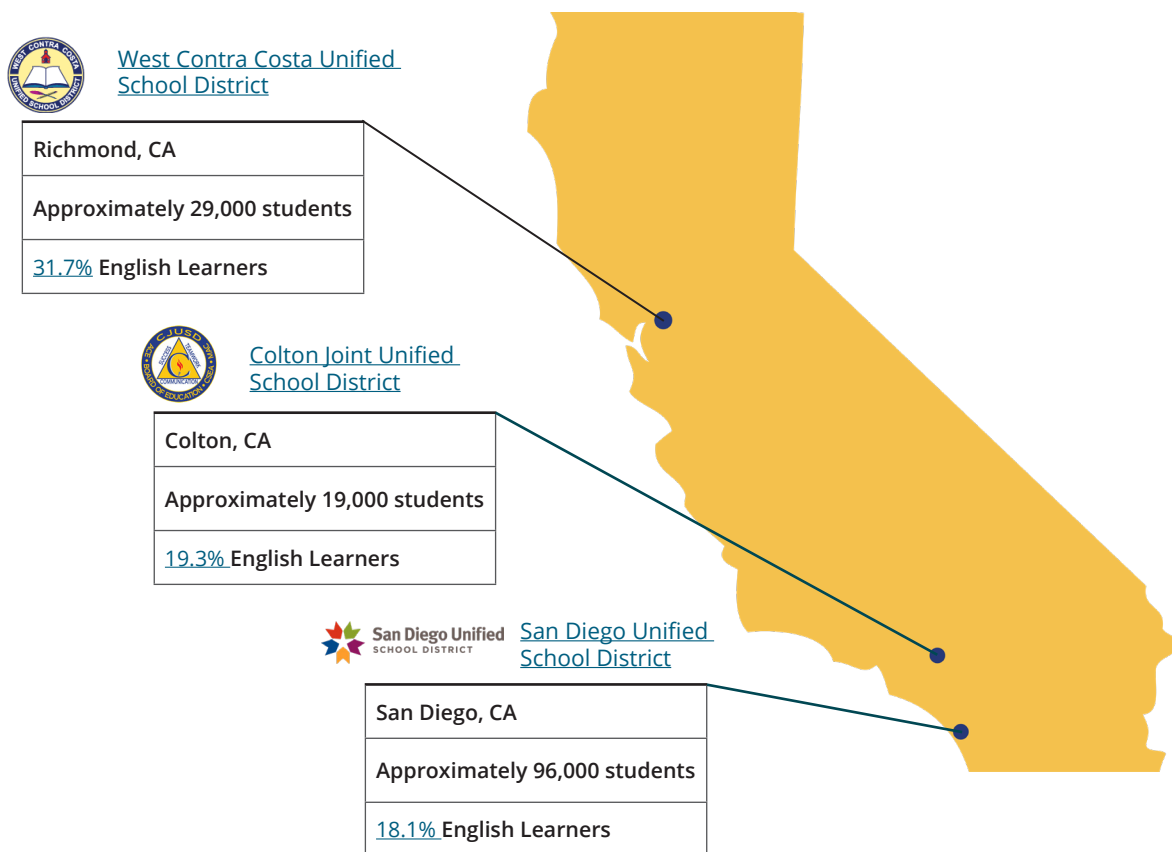 WEST CONTRA COSTA
UNIFIED SCHOOL DISTRICT
West Contra Costa Unified
School District
Richmond, CA
Approximately 29,000 students
31.7% English Learners
CJUSD
ACE • BOARD OF EDUCATION • CSEA • MAC
SUCCESS
TEAMWORK
C
COMMUNICATION
Colton Joint Unified
School District
Colton, CA
Approximately 19,000 students
19.3% English Learners
San Diego Unified
SCHOOL DISTRICT
San Diego Unified
School District
San Diego, CA
Approximately 96,000 students
18.1% English Learners